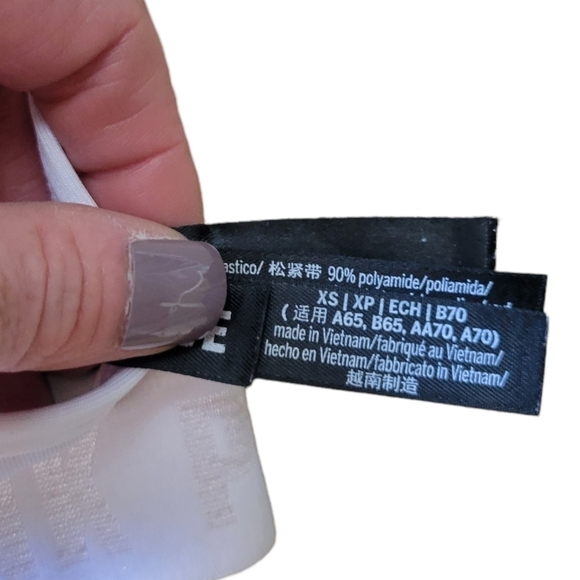 astico/ 松紧带 90% polyamide/poliamida/
XS | XP | ECH | B70
( 适用 A65, B65, AA70, A70)
made in Vietnam/fabriqué au Vietnam/
hecho en Vietnam/fabbricato in Vietnam/
越南制造
E